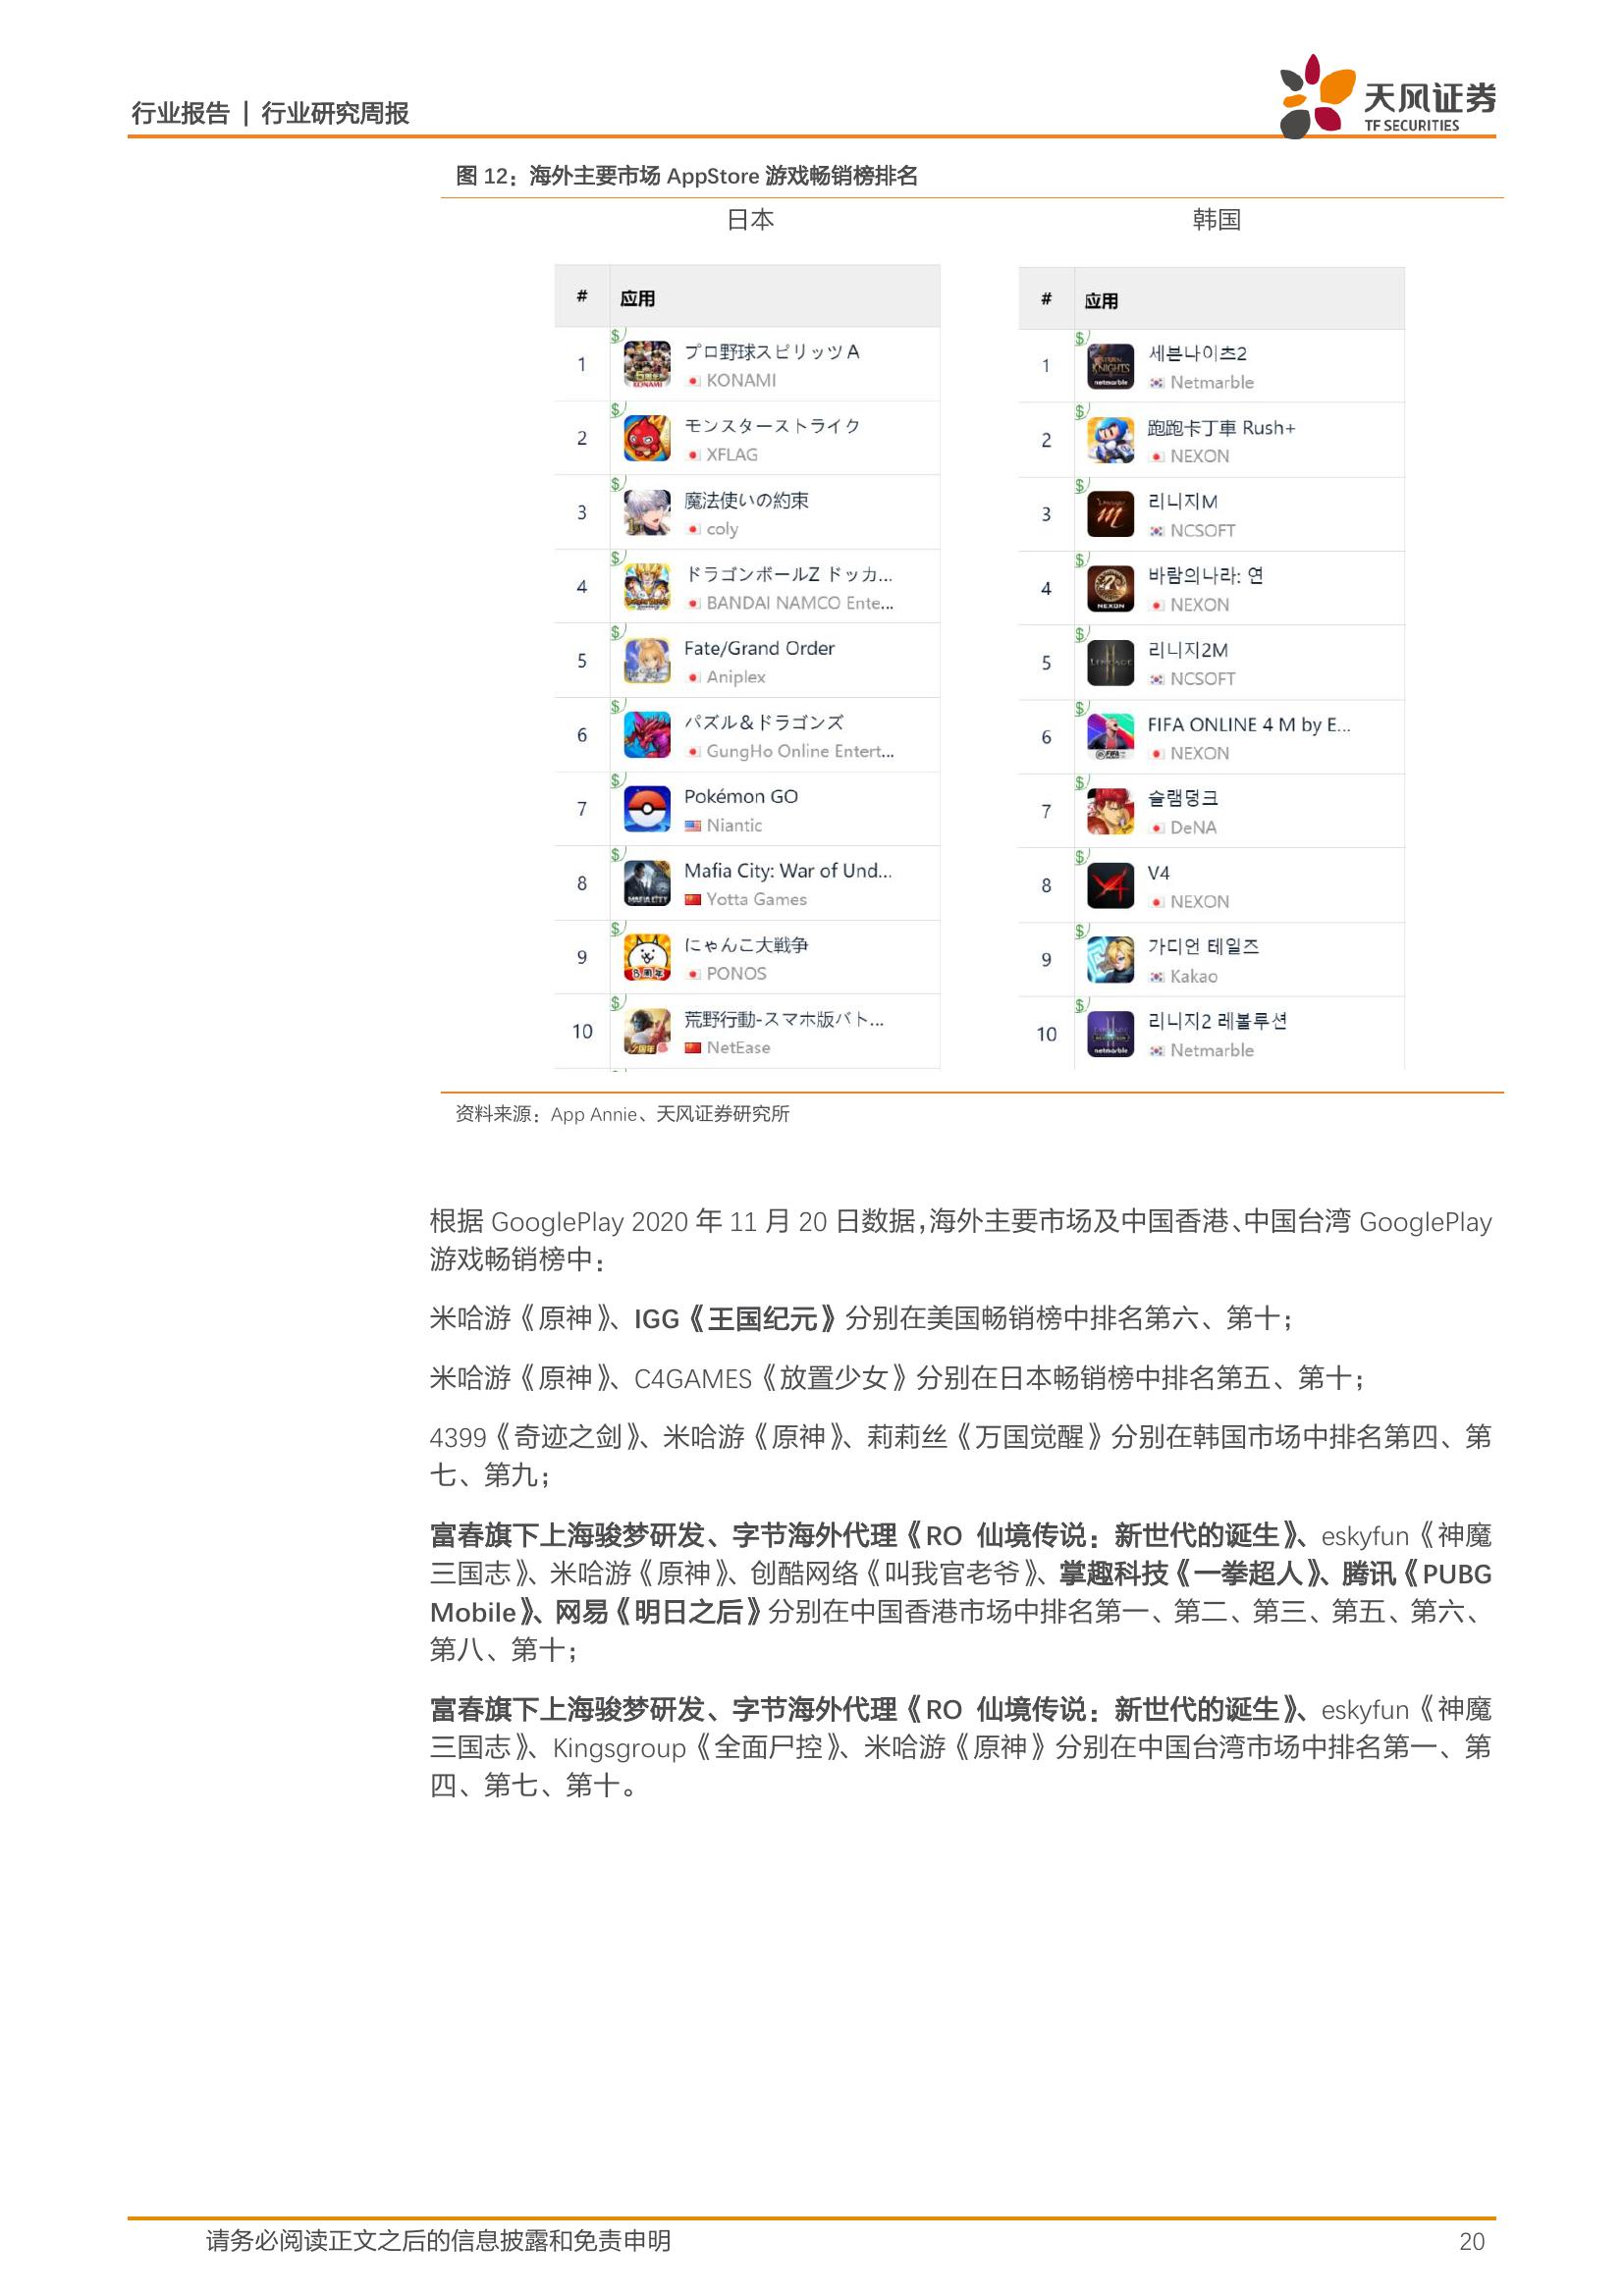 行业报告 | 行业研究周报
天风证券
TF SECURITIES
图 12：海外主要市场 AppStore 游戏畅销榜排名
日本
韩国
# 应用
1 プロ野球スピリッツA
KONAMI
2 モンスターストライク
XFLAG
3 魔法使いの約束
coly
4 ドラゴンボールZ ドッカ...
BANDAI NAMCO Ente...
5 Fate/Grand Order
Aniplex
6 パズル＆ドラゴンズ
GungHo Online Entert...
7 Pokémon GO
Niantic
8 Mafia City: War of Und...
Yotta Games
9 にゃんこ大戦争
PONOS
10 荒野行動-スマホ版バト...
NetEase
# 应用
1 세븐나이츠2
Netmarble
2 跑跑卡丁車 Rush+
NEXON
3 리니지M
NCSOFT
4 바람의나라: 연
NEXON
5 리니지2M
NCSOFT
6 FIFA ONLINE 4 M by E...
NEXON
7 슬램덩크
DeNA
8 V4
NEXON
9 가디언 테일즈
Kakao
10 리니지2 레볼루션
Netmarble
资料来源：App Annie、天风证券研究所
根据 GooglePlay 2020 年 11 月 20 日数据，海外主要市场及中国香港、中国台湾 GooglePlay
游戏畅销榜中：
米哈游《原神》、IGG《王国纪元》分别在美国畅销榜中排名第六、第十；
米哈游《原神》、C4GAMES《放置少女》分别在日本畅销榜中排名第五、第十；
4399《奇迹之剑》、米哈游《原神》、莉莉丝《万国觉醒》分别在韩国市场中排名第四、第
七、第九；
富春旗下上海骏梦研发、字节海外代理《RO 仙境传说：新世代的诞生》、eskyfun《神魔
三国志》、米哈游《原神》、创酷网络《叫我官老爷》、掌趣科技《一拳超人》、腾讯《PUBG
Mobile》、网易《明日之后》分别在中国香港市场中排名第一、第二、第三、第五、第六、
第八、第十；
富春旗下上海骏梦研发、字节海外代理《RO 仙境传说：新世代的诞生》、eskyfun《神魔
三国志》、Kingsgroup《全面尸控》、米哈游《原神》分别在中国台湾市场中排名第一、第
四、第七、第十。
请务必阅读正文之后的信息披露和免责申明
20